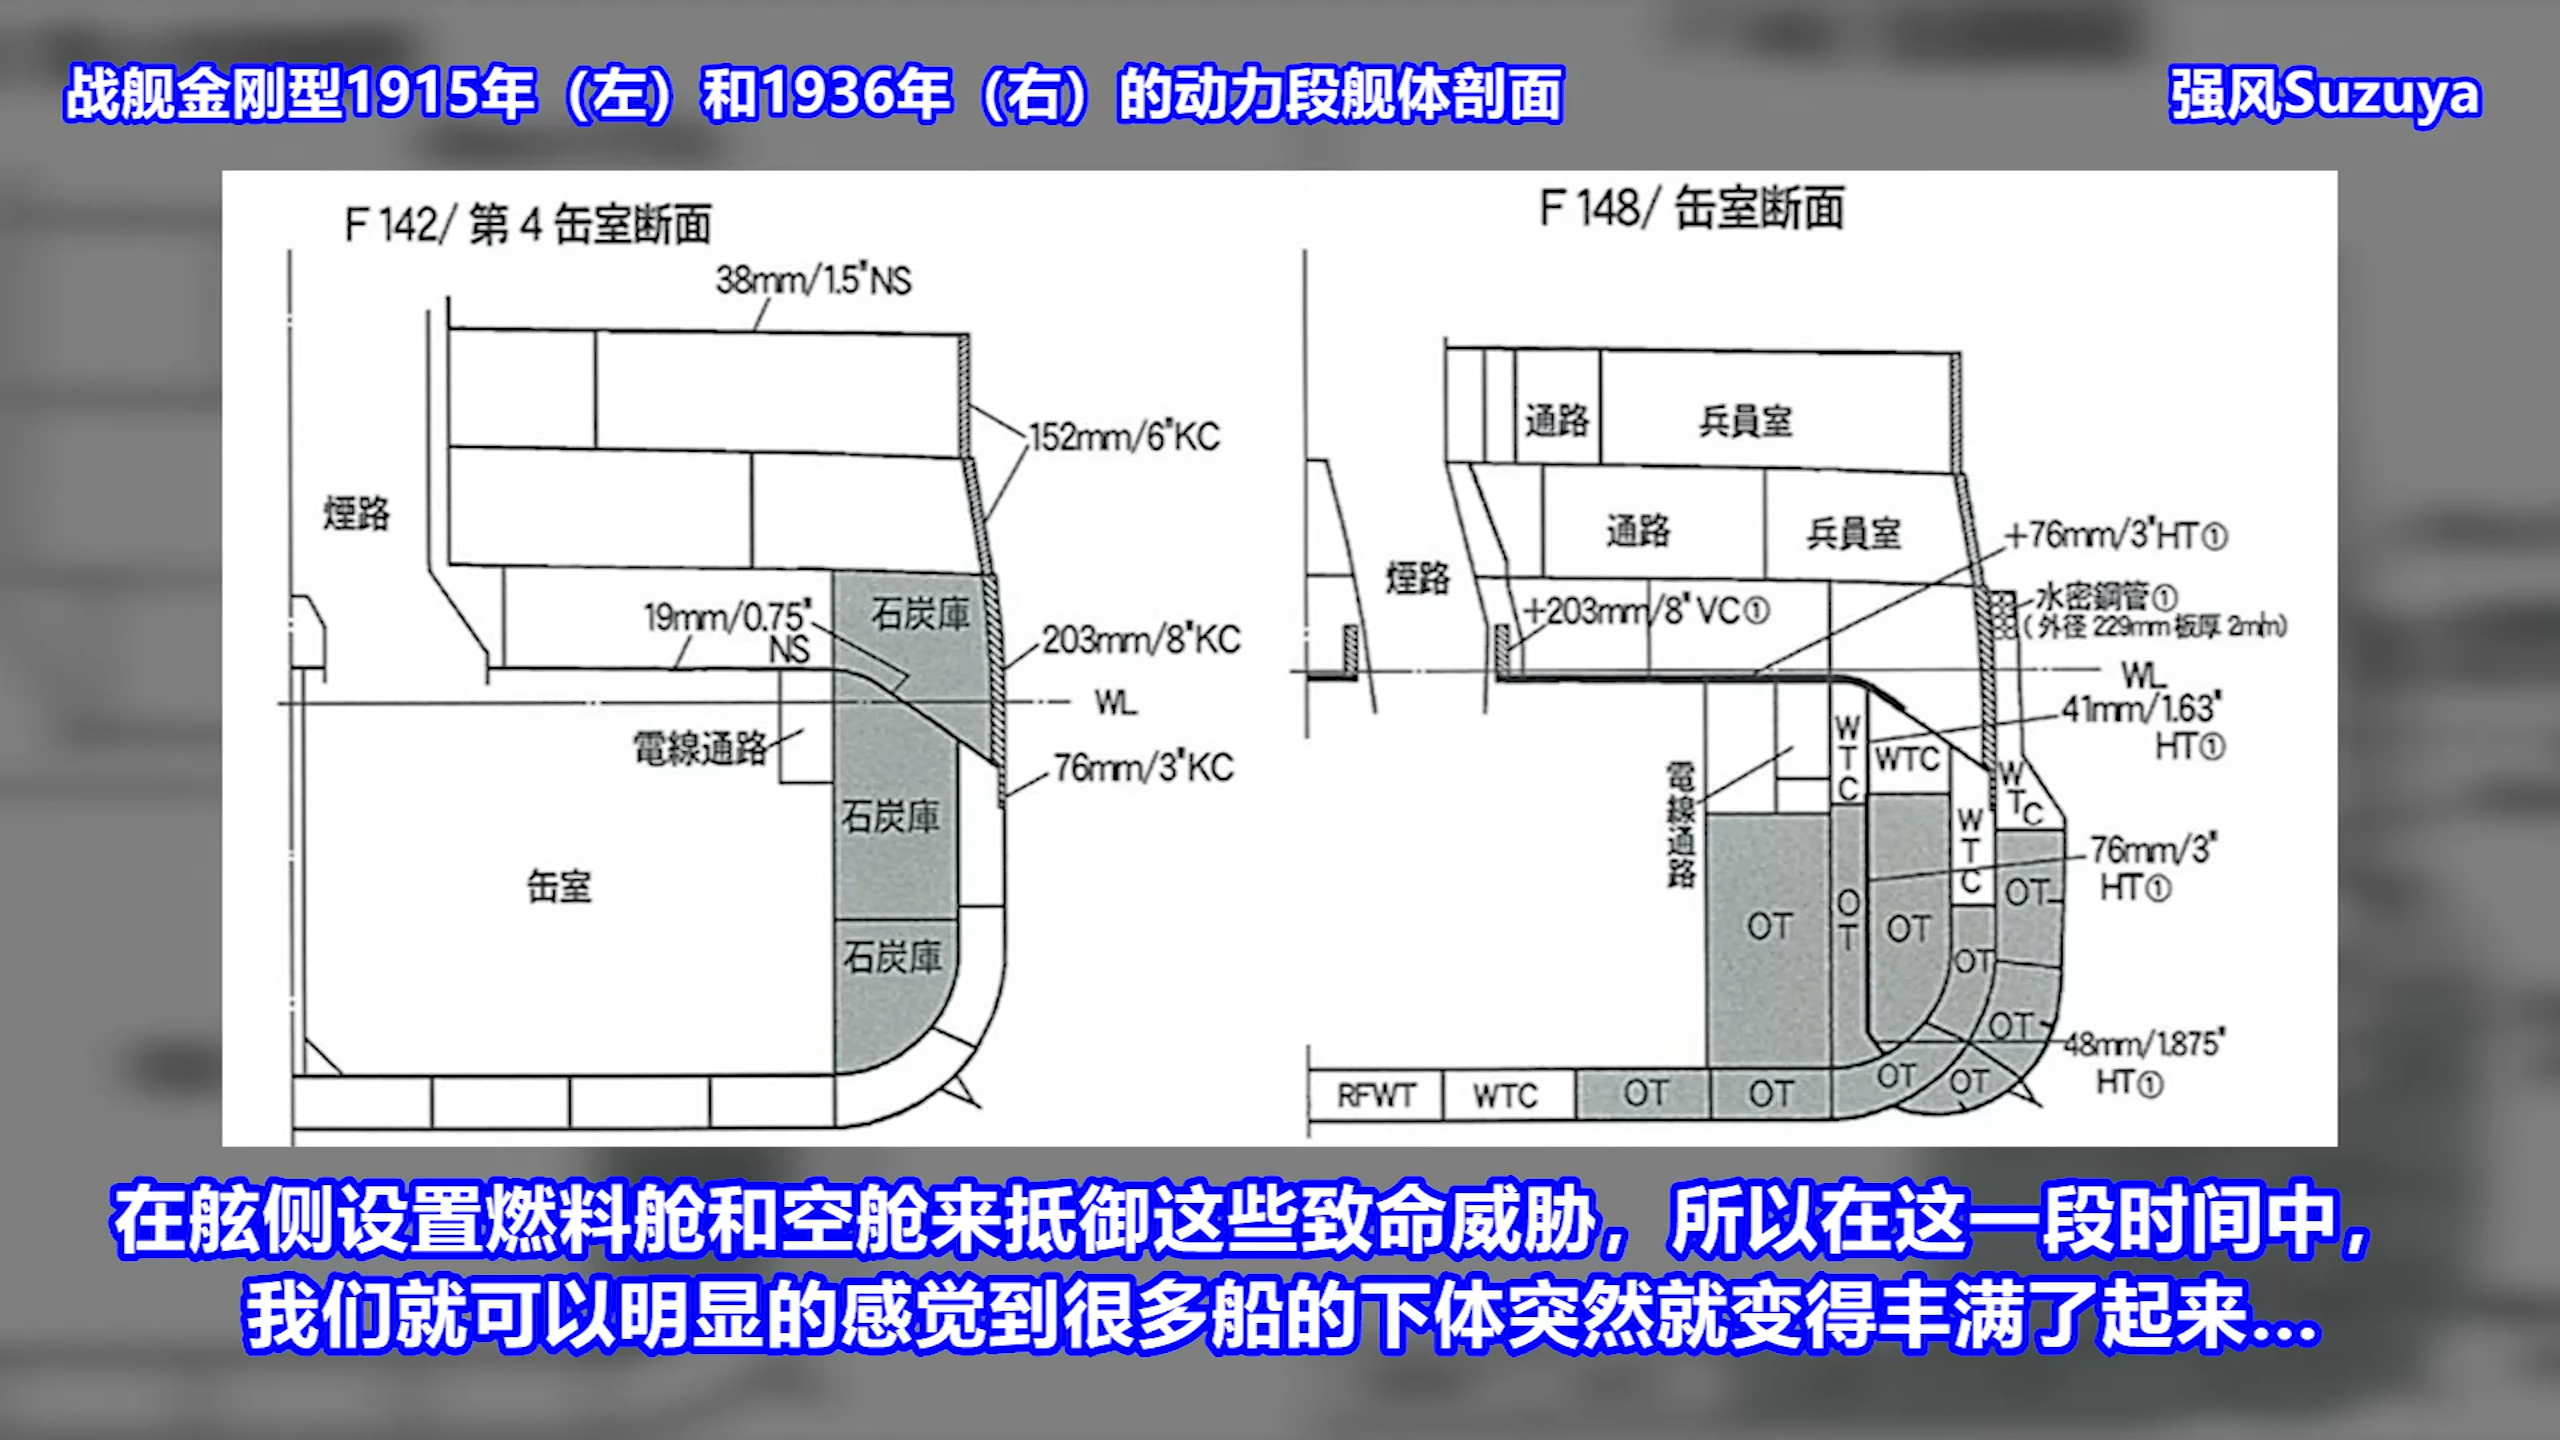 战舰金刚型1915年（左）和1936年（右）的动力段舰体剖面
强风Suzuya
F 142/ 第 4 缶室断面
38mm/1.5"NS
152mm/6"KC
煙路
19mm/0.75"
NS
石炭庫
203mm/8"KC
WL
電線通路
76mm/3"KC
石炭庫
缶室
石炭庫
F 148/ 缶室断面
通路
兵員室
通路
兵員室
+76mm/3"HT①
煙路
+203mm/8" VC①
水密鋼管①
(外径 229mm 板厚 2mm)
WL
41mm/1.63"
HT①
WTC
WTC
WTC
WTC
電線通路
76mm/3"
HT①
OT
OT
OT
OT
OT
OT
48mm/1.875"
HT①
RFWT
WTC
OT
OT
OT
OT
在舷侧设置燃料舱和空舱来抵御这些致命威胁，所以在这一段时间中，
我们就可以明显的感觉到很多船的下体突然就变得丰满了起来...